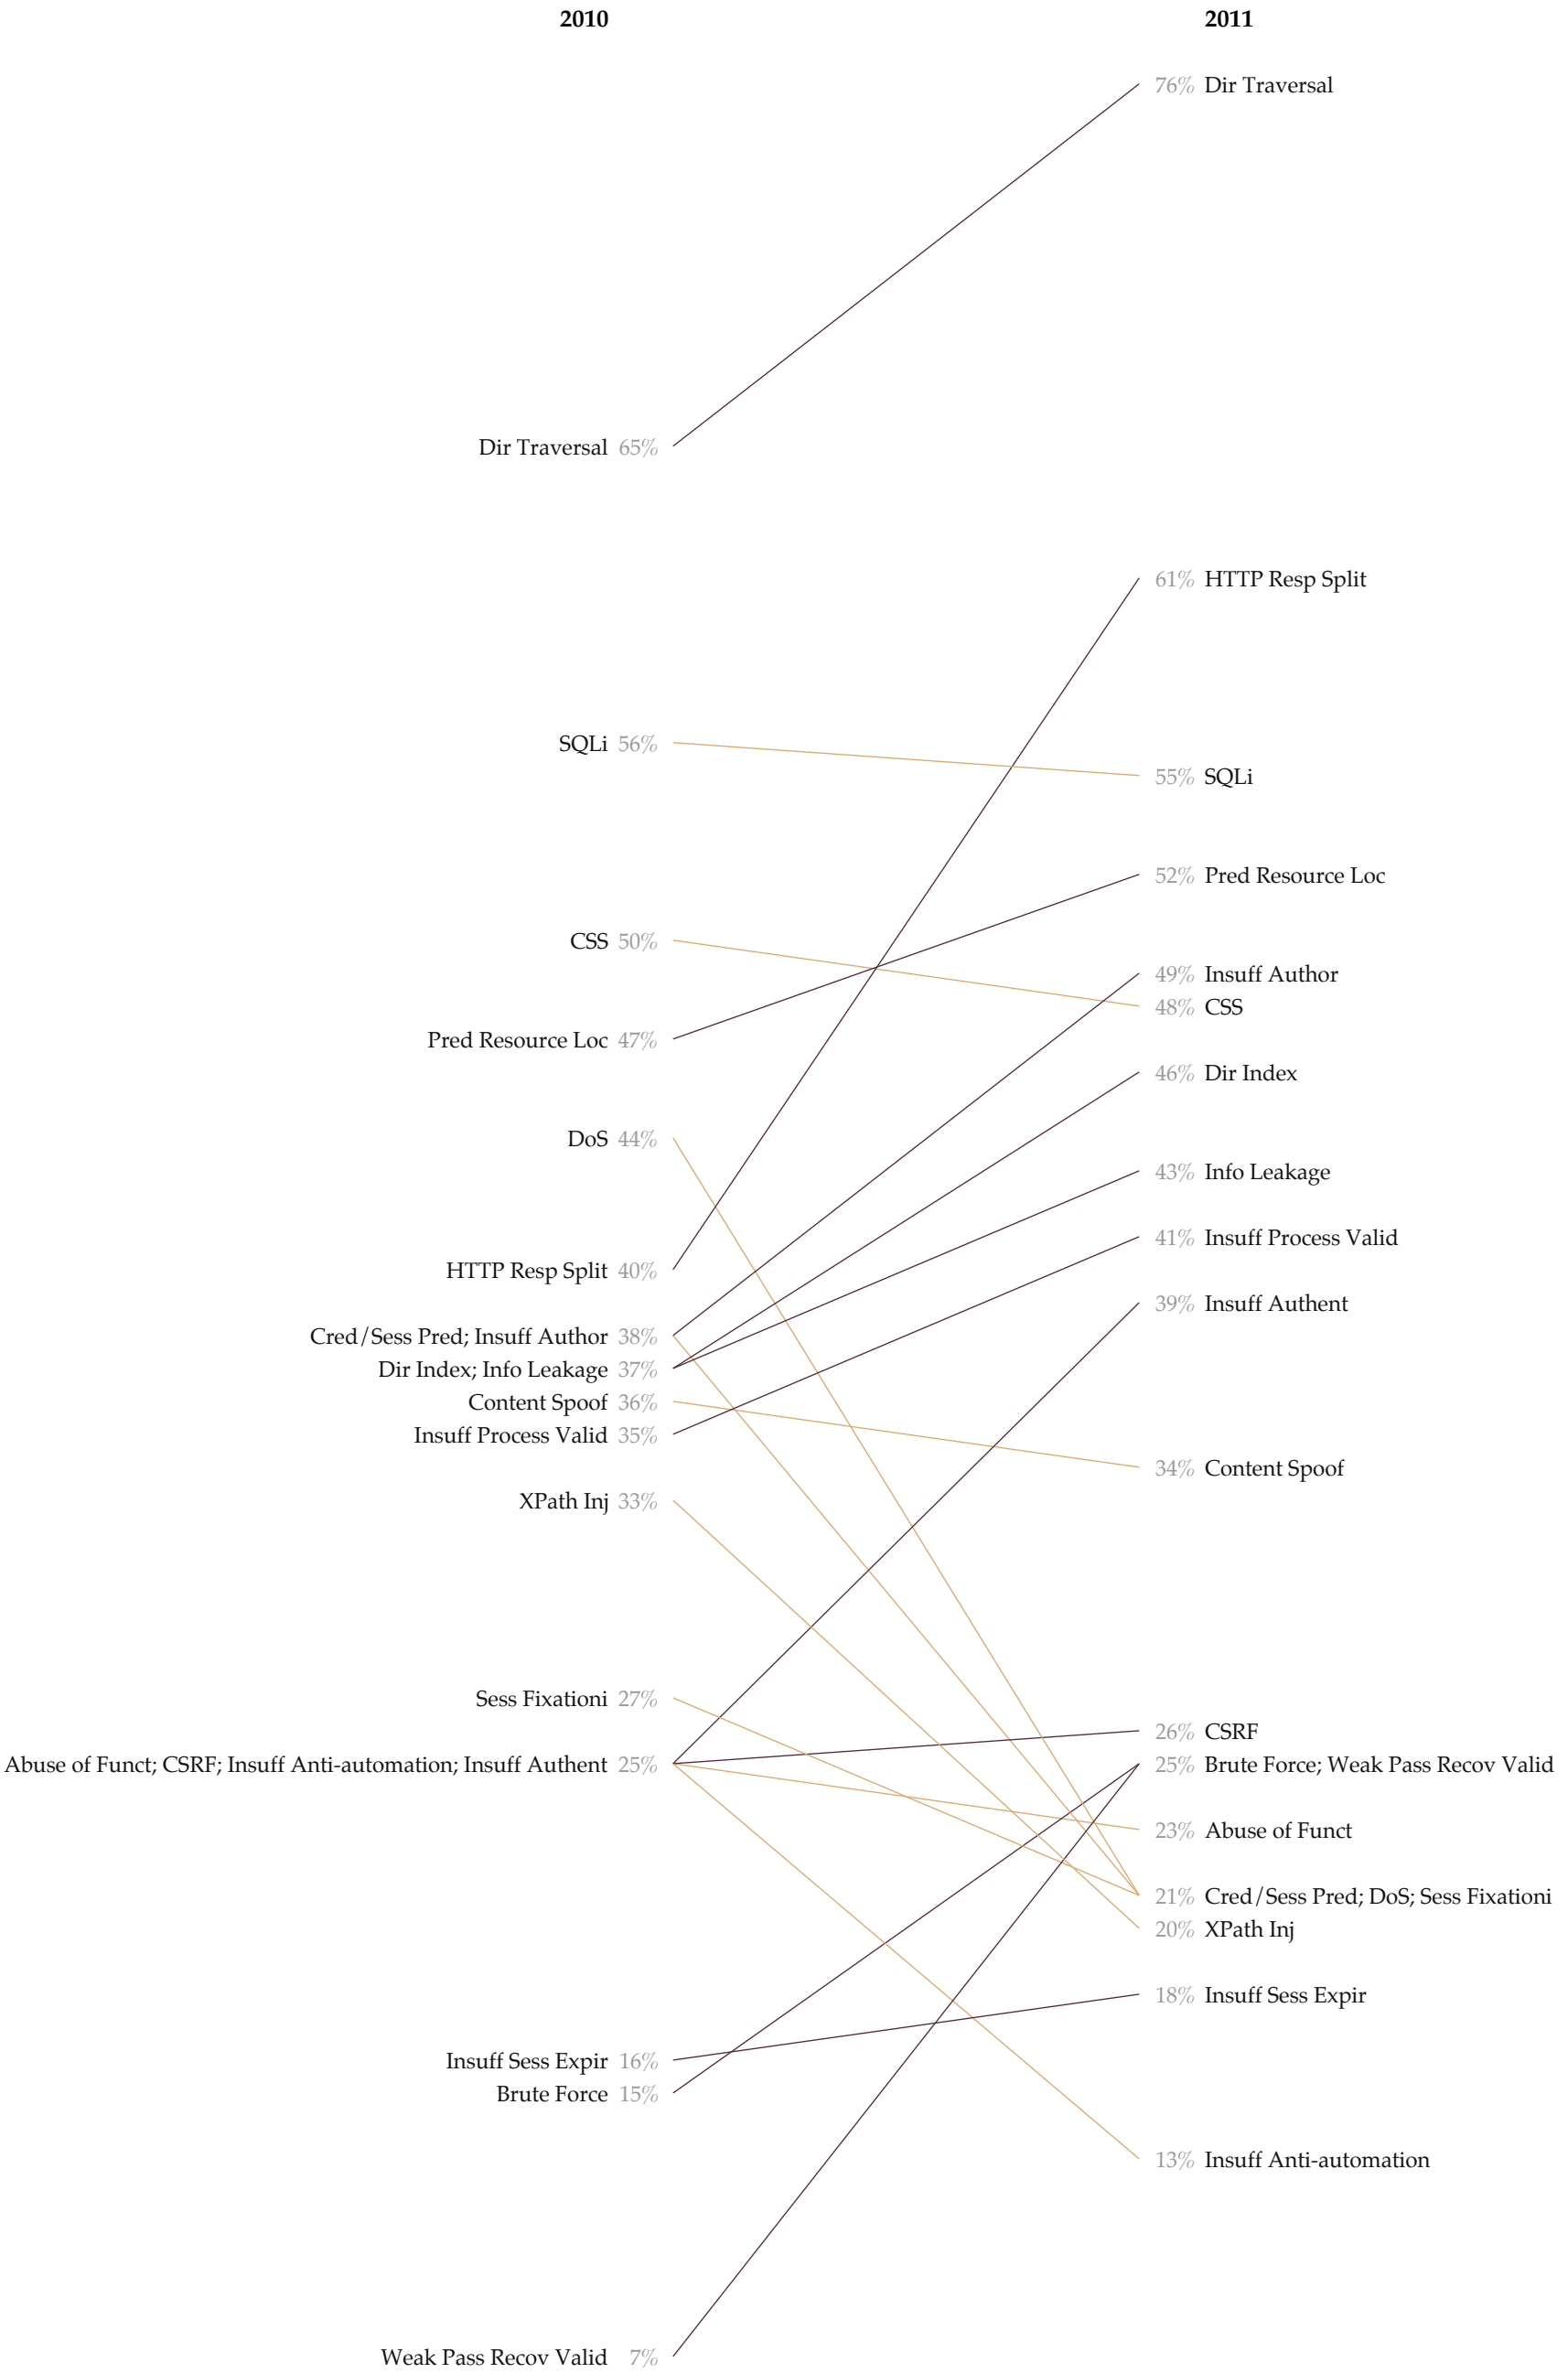 2010
2011
76% Dir Traversal
Dir Traversal 65%
61% HTTP Resp Split
SQLi 56%
55% SQLi
52% Pred Resource Loc
CSS 50%
49% Insuff Author
48% CSS
Pred Resource Loc 47%
46% Dir Index
DoS 44%
43% Info Leakage
41% Insuff Process Valid
HTTP Resp Split 40%
39% Insuff Authent
Cred/Sess Pred; Insuff Author 38%
Dir Index; Info Leakage 37%
Content Spoof 36%
Insuff Process Valid 35%
34% Content Spoof
XPath Inj 33%
Sess Fixationi 27%
26% CSRF
Abuse of Funct; CSRF; Insuff Anti-automation; Insuff Authent 25%
25% Brute Force; Weak Pass Recov Valid
23% Abuse of Funct
21% Cred/Sess Pred; DoS; Sess Fixationi
20% XPath Inj
18% Insuff Sess Expir
Insuff Sess Expir 16%
Brute Force 15%
13% Insuff Anti-automation
Weak Pass Recov Valid 7%